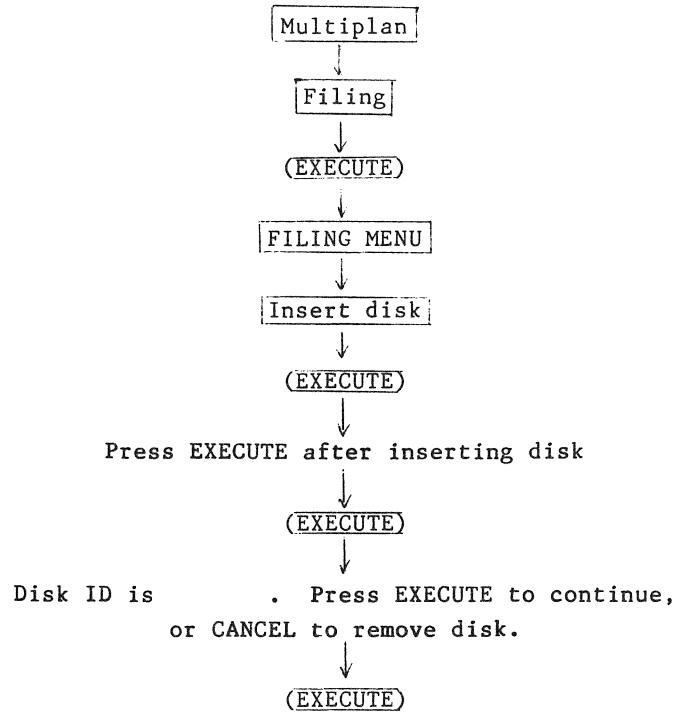 Multiplan
Filing
(EXECUTE)
FILING MENU
Insert disk
(EXECUTE)
Press EXECUTE after inserting disk
(EXECUTE)
Disk ID is        .  Press EXECUTE to continue,
or CANCEL to remove disk.
(EXECUTE)